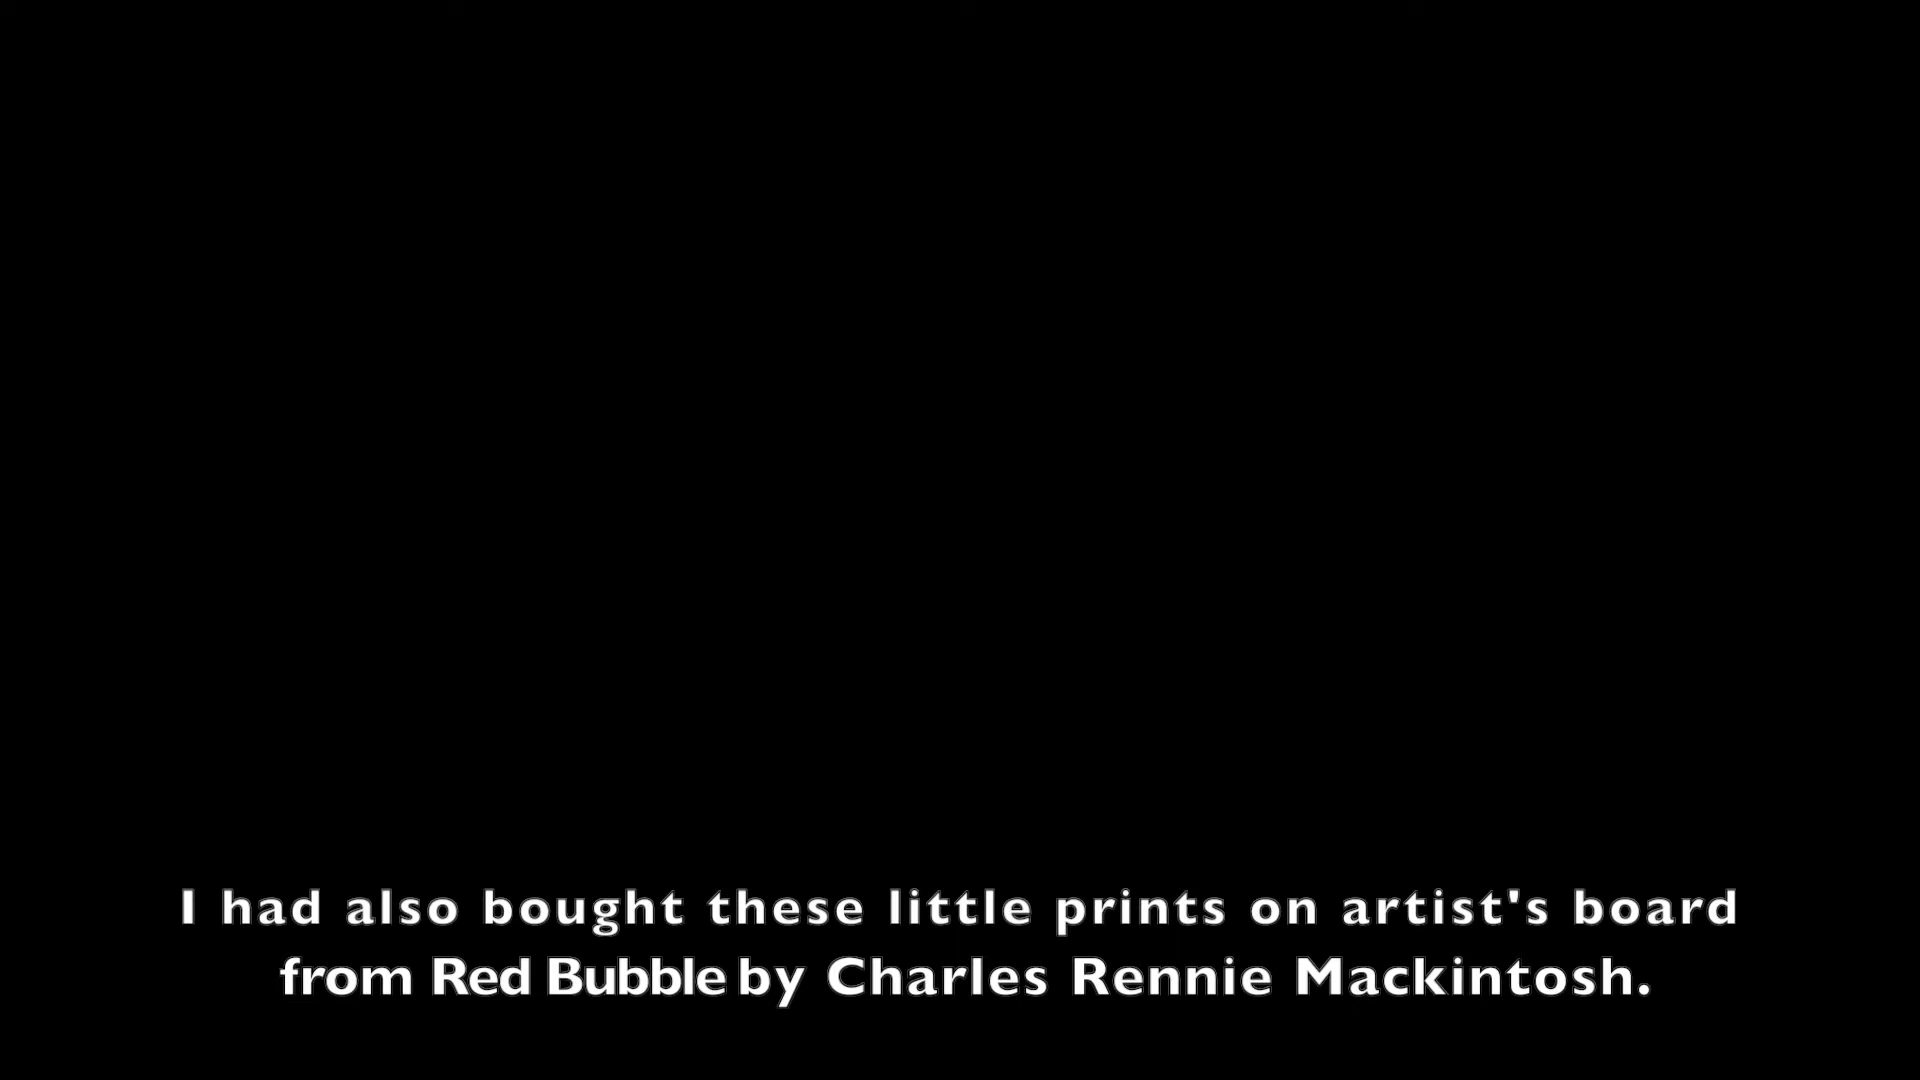 I had also bought these little prints on artist's board
from Red Bubble by Charles Rennie Mackintosh.